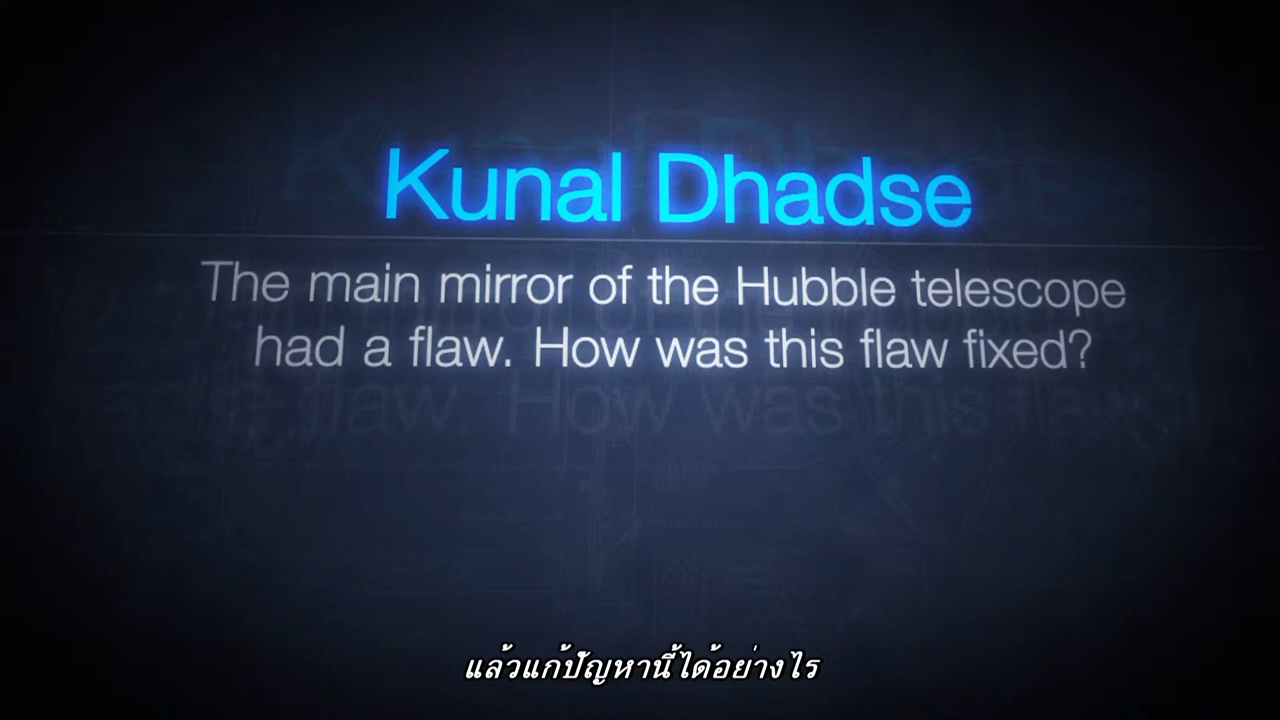 Kunal Dhadse
The main mirror of the Hubble telescope
had a flaw. How was this flaw fixed?
แล้วแก้ปัญหานี้ได้อย่างไร